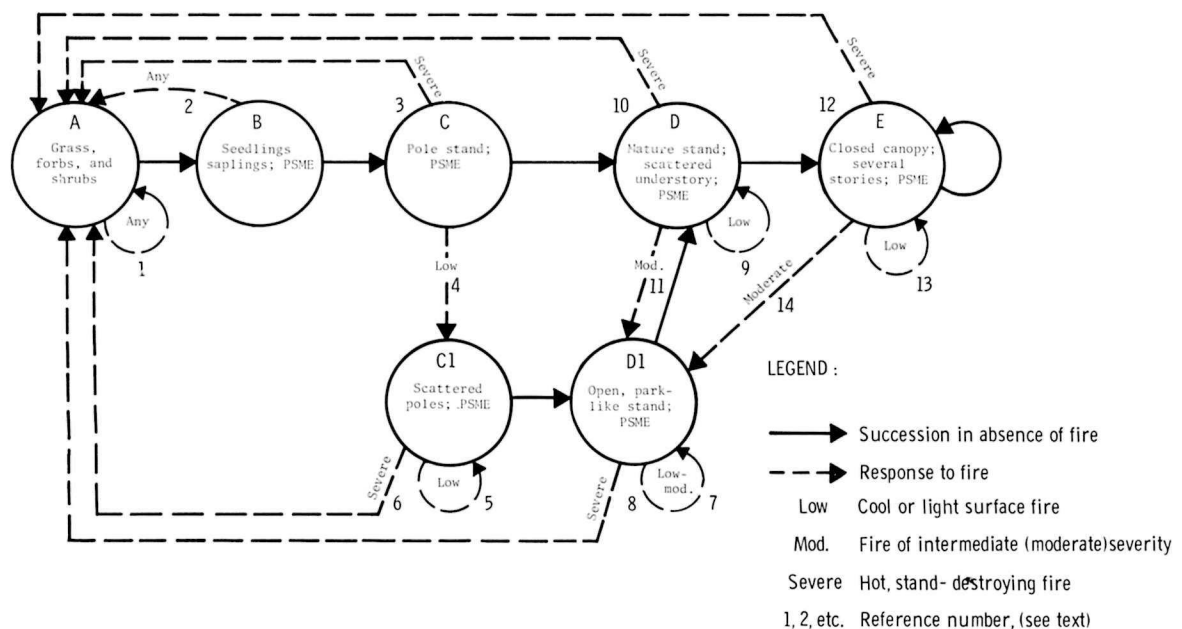 Severe
Severe
Severe
Any
2
3
10
12
A
Grass,
forbs, and
shrubs
B
Seedlings
saplings; PSME
C
Pole stand;
PSME
D
Mature stand;
scattered
understory;
PSME
E
Closed canopy;
several
stories; PSME
Any
1
Low
4
Mod.
11
Low
9
Moderate
14
Low
13
C1
Scattered
poles; .PSME
D1
Open, park-
like stand;
PSME
Severe
6
Low
5
Severe
8
Low-
mod.
7
LEGEND :
Succession in absence of fire
Response to fire
Low Cool or light surface fire
Mod. Fire of intermediate (moderate)severity
Severe Hot, stand- destroying fire
1, 2, etc. Reference number, (see text)